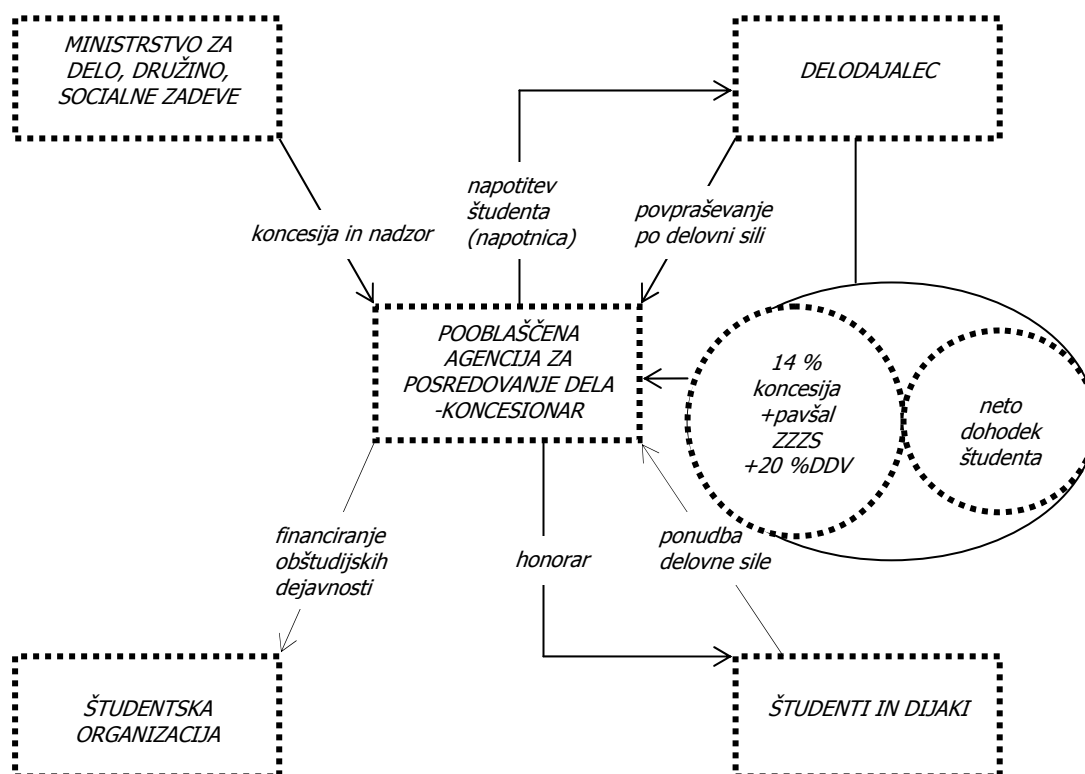 MINISTRSTVO ZA
DELO, DRUŽINO,
SOCIALNE ZADEVE
DELODAJALEC
napotitev
študenta
(napotnica)
povpraševanje
po delovni sili
koncesija in nadzor
POOBLAŠČENA
AGENCIJA ZA
POSREDOVANJE DELA
-KONCESIONAR
14 %
koncesija
+pavšal
ZZZS
+20 %DDV
neto
dohodek
študenta
financiranje
obštudijskih
dejavnosti
honorar
ponudba
delovne sile
ŠTUDENTSKA
ORGANIZACIJA
ŠTUDENTI IN DIJAKI